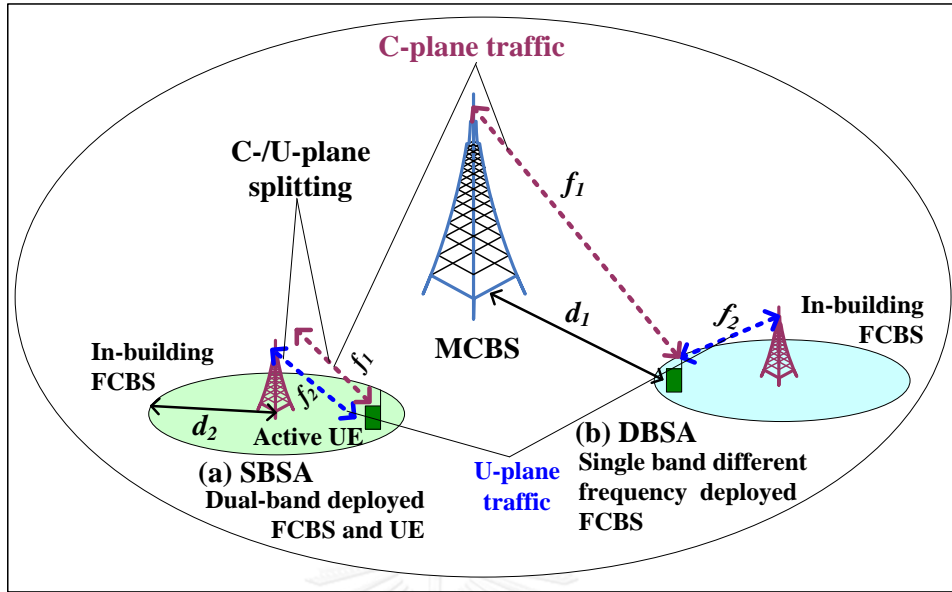 C-plane traffic
C-/U-plane
splitting
f1
d1
MCBS
f2
In-building
FCBS
In-building
FCBS
f1
f2
d2
Active UE
(a) SBSA
Dual-band deployed
FCBS and UE
U-plane
traffic
(b) DBSA
Single band different
frequency deployed
FCBS